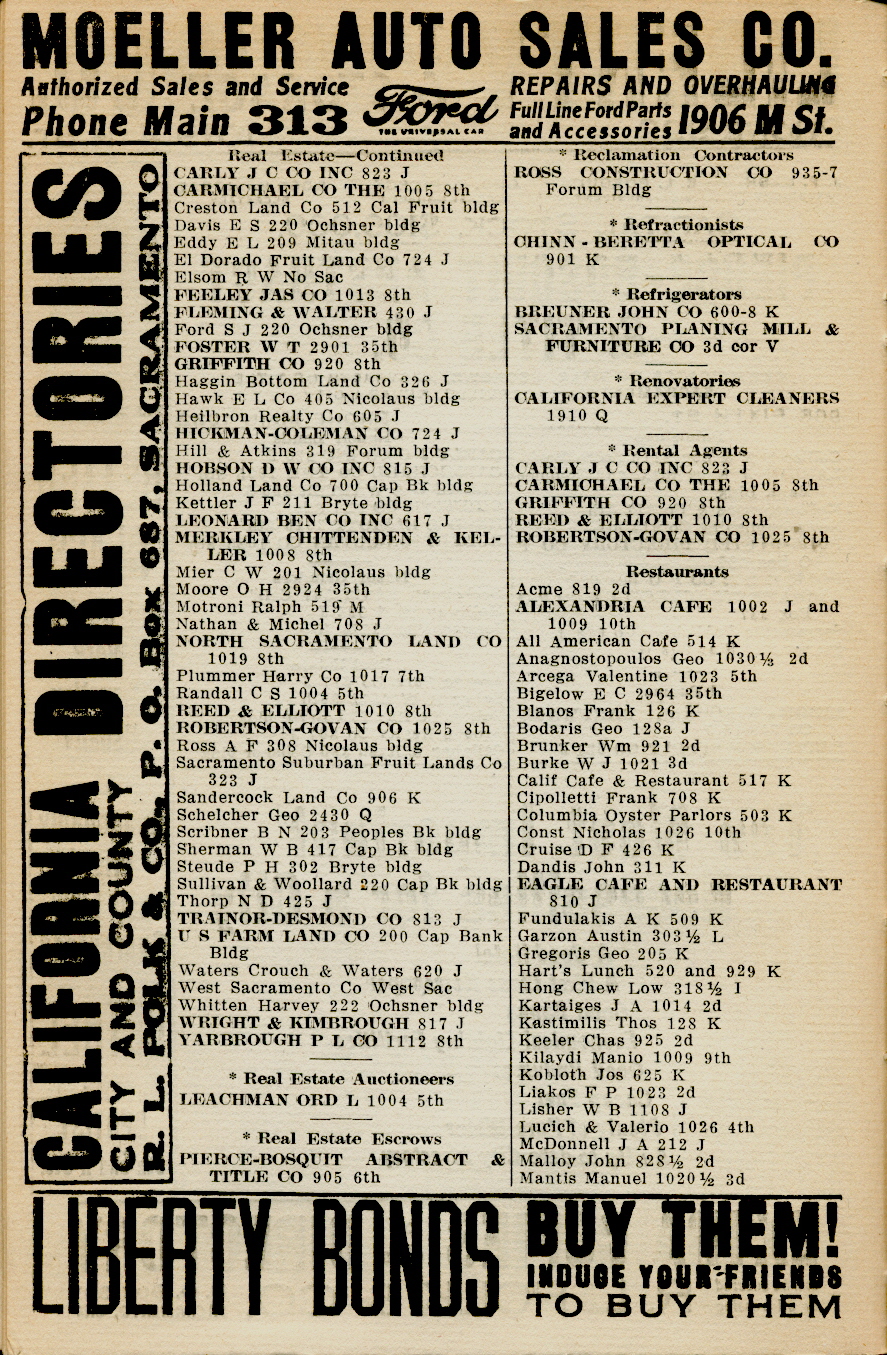 MOELLER AUTO SALES CO.
Authorized Sales and Service
Phone Main 313
Ford
THE UNIVERSAL CAR
REPAIRS AND OVERHAULING
Full Line Ford Parts
and Accessories
1906 M St.
CALIFORNIA DIRECTORIES
CITY AND COUNTY
R. L. POLK & CO., P. O. Box 687, SACRAMENTO
Real Estate—Continued
CARLY J C CO INC 823 J
CARMICHAEL CO THE 1005 8th
Creston Land Co 512 Cal Fruit bldg
Davis E S 220 Ochsner bldg
Eddy E L 209 Mitau bldg
El Dorado Fruit Land Co 724 J
Elsom R W No Sac
FEELEY JAS CO 1013 8th
FLEMING & WALTER 430 J
Ford S J 220 Ochsner bldg
FOSTER W T 2901 35th
GRIFFITH CO 920 8th
Haggin Bottom Land Co 326 J
Hawk E L Co 405 Nicolaus bldg
Heilbron Realty Co 605 J
HICKMAN-COLEMAN CO 724 J
Hill & Atkins 319 Forum bldg
HOBSON D W CO INC 815 J
Holland Land Co 700 Cap Bk bldg
Kettler J F 211 Bryte bldg
LEONARD BEN CO INC 617 J
MERKLEY CHITTENDEN & KEL-
LER 1008 8th
Mier C W 201 Nicolaus bldg
Moore O H 2924 35th
Motroni Ralph 519 M
Nathan & Michel 708 J
NORTH SACRAMENTO LAND CO
1019 8th
Plummer Harry Co 1017 7th
Randall C S 1004 5th
REED & ELLIOTT 1010 8th
ROBERTSON-GOVAN CO 1025 8th
Ross A F 308 Nicolaus bldg
Sacramento Suburban Fruit Lands Co
323 J
Sandercock Land Co 906 K
Schelcher Geo 2430 Q
Scribner B N 203 Peoples Bk bldg
Sherman W B 417 Cap Bk bldg
Steude P H 302 Bryte bldg
Sullivan & Woollard 220 Cap Bk bldg
Thorp N D 425 J
TRAINOR-DESMOND CO 813 J
U S FARM LAND CO 200 Cap Bank
Bldg
Waters Crouch & Waters 620 J
West Sacramento Co West Sac
Whitten Harvey 222 Ochsner bldg
WRIGHT & KIMBROUGH 817 J
YARBROUGH P L CO 1112 8th
* Real Estate Auctioneers
LEACHMAN ORD L 1004 5th
* Real Estate Escrows
PIERCE-BOSQUIT ABSTRACT &
TITLE CO 905 6th
* Reclamation Contractors
ROSS CONSTRUCTION CO 935-7
Forum Bldg
* Refractionists
CHINN-BERETTA OPTICAL CO
901 K
* Refrigerators
BREUNER JOHN CO 600-8 K
SACRAMENTO PLANING MILL &
FURNITURE CO 3d cor V
* Renovatories
CALIFORNIA EXPERT CLEANERS
1910 Q
* Rental Agents
CARLY J C CO INC 823 J
CARMICHAEL CO THE 1005 8th
GRIFFITH CO 920 8th
REED & ELLIOTT 1010 8th
ROBERTSON-GOVAN CO 1025 8th
Restaurants
Acme 819 2d
ALEXANDRIA CAFE 1002 J and
1009 10th
All American Cafe 514 K
Anagnostopoulos Geo 1030½ 2d
Arcega Valentine 1023 5th
Bigelow E C 2964 35th
Blanos Frank 126 K
Bodaris Geo 128a J
Brunker Wm 921 2d
Burke W J 1021 3d
Calif Cafe & Restaurant 517 K
Cipolletti Frank 708 K
Columbia Oyster Parlors 503 K
Const Nicholas 1026 10th
Cruise D F 426 K
Dandis John 311 K
EAGLE CAFE AND RESTAURANT
810 J
Fundulakis A K 509 K
Garzon Austin 303½ L
Gregoris Geo 205 K
Hart's Lunch 520 and 929 K
Hong Chew Low 318½ I
Kartaiges J A 1014 2d
Kastimilis Thos 128 K
Keeler Chas 925 2d
Kilaydi Manio 1009 9th
Kobloth Jos 625 K
Liakos F P 1023 2d
Lisher W B 1108 J
Lucich & Valerio 1026 4th
McDonnell J A 212 J
Malloy John 828½ 2d
Mantis Manuel 1020½ 3d
LIBERTY BONDS
BUY THEM!
INDUCE YOUR FRIENDS
TO BUY THEM